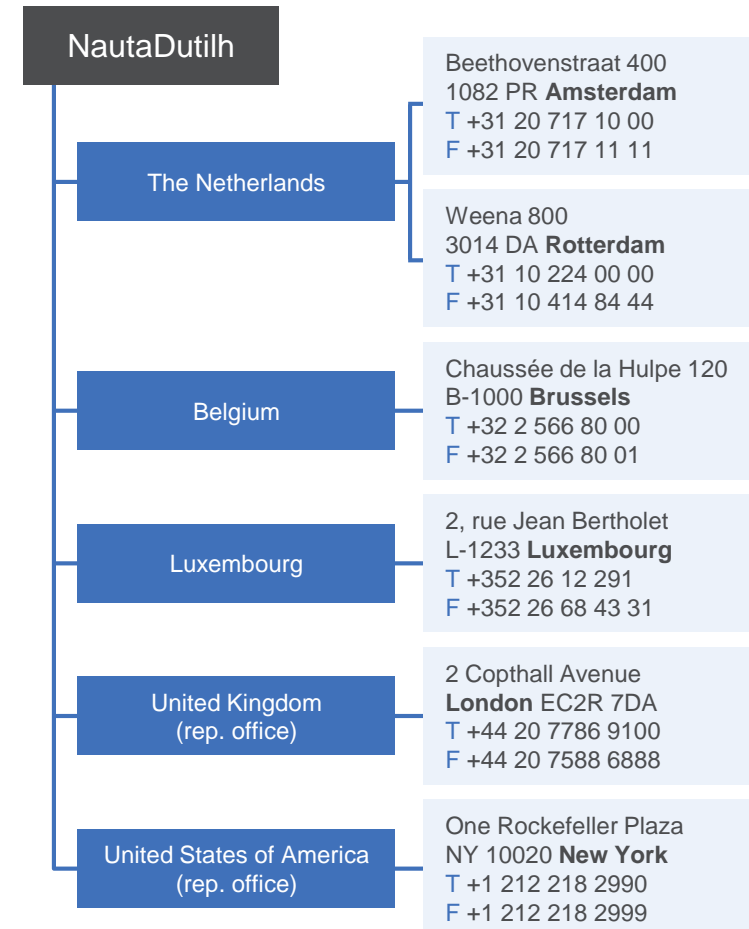 NautaDutilh
The Netherlands
Beethovenstraat 400
1082 PR Amsterdam
T +31 20 717 10 00
F +31 20 717 11 11
Weena 800
3014 DA Rotterdam
T +31 10 224 00 00
F +31 10 414 84 44
Belgium
Chaussée de la Hulpe 120
B-1000 Brussels
T +32 2 566 80 00
F +32 2 566 80 01
Luxembourg
2, rue Jean Bertholet
L-1233 Luxembourg
T +352 26 12 291
F +352 26 68 43 31
United Kingdom
(rep. office)
2 Copthall Avenue
London EC2R 7DA
T +44 20 7786 9100
F +44 20 7588 6888
United States of America
(rep. office)
One Rockefeller Plaza
NY 10020 New York
T +1 212 218 2990
F +1 212 218 2999